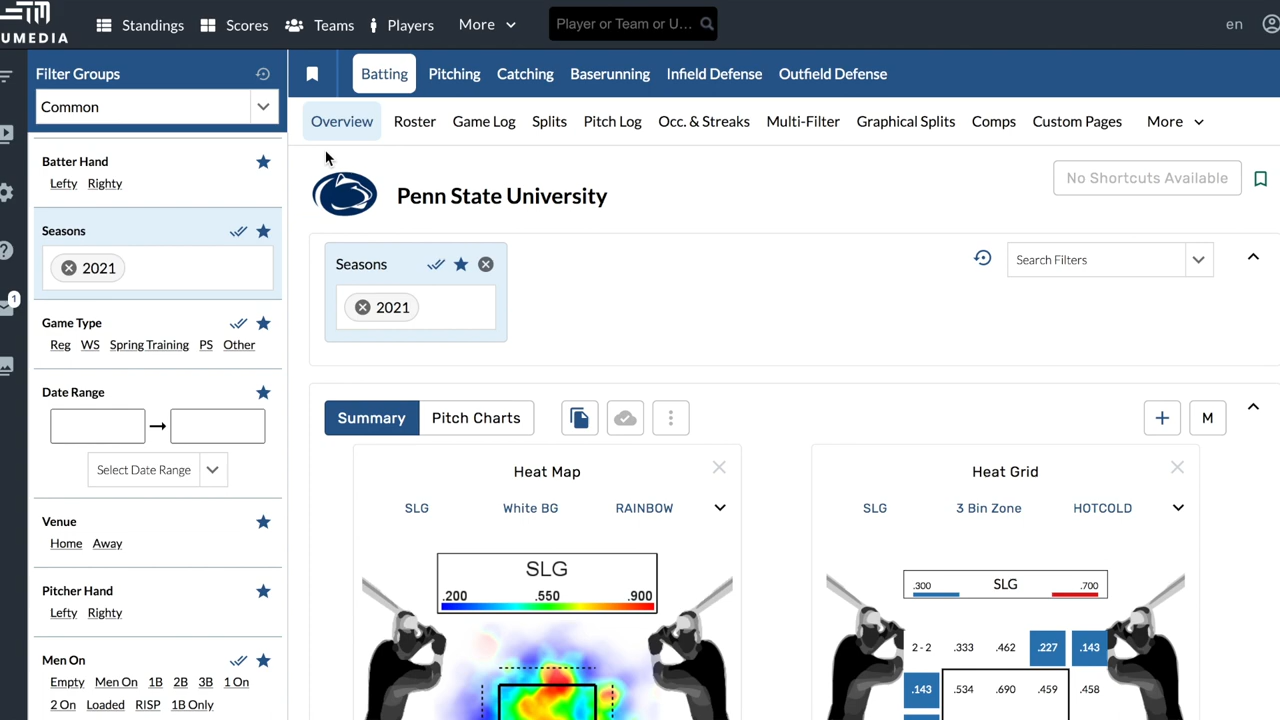 UMEDIA
Standings
Scores
Teams
Players
More
Player or Team or U...
en
1
Filter Groups
Common
Batter Hand
Lefty Righty
Seasons
2021
Game Type
Reg WS Spring Training PS Other
Date Range
Select Date Range
Venue
Home Away
Pitcher Hand
Lefty Righty
Men On
Empty Men On 1B 2B 3B 1 On
2 On Loaded RISP 1B Only
Batting Pitching Catching Baserunning Infield Defense Outfield Defense
Overview Roster Game Log Splits Pitch Log Occ. & Streaks Multi-Filter Graphical Splits Comps Custom Pages More
Penn State University
No Shortcuts Available
Seasons
2021
Search Filters
Summary Pitch Charts
M
Heat Map
SLG White BG RAINBOW
SLG
.200 .550 .900
Heat Grid
SLG 3 Bin Zone HOTCOLD
.300 SLG .700
2 - 2 .333 .462 .227 .143
.143 .534 .690 .459 .458